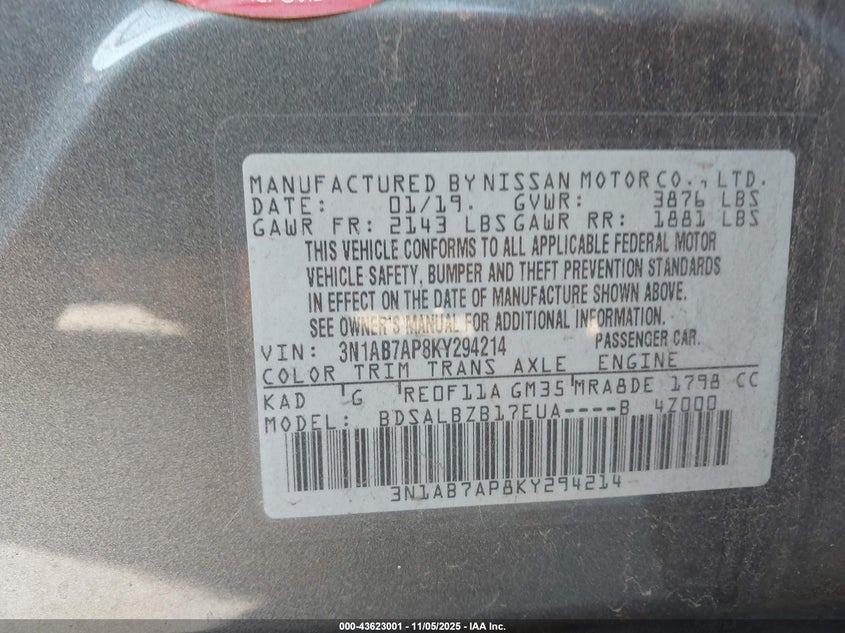 MANUFACTURED BY NISSAN MOTOR CO., LTD.
DATE: 01/19. GVWR: 3876 LBS
GAWR FR: 2143 LBS GAWR RR: 1881 LBS
THIS VEHICLE CONFORMS TO ALL APPLICABLE FEDERAL MOTOR
VEHICLE SAFETY, BUMPER AND THEFT PREVENTION STANDARDS
IN EFFECT ON THE DATE OF MANUFACTURE SHOWN ABOVE.
SEE OWNER'S MANUAL FOR ADDITIONAL INFORMATION.
VIN: 3N1AB7AP8KY294214 PASSENGER CAR.
COLOR TRIM TRANS AXLE ENGINE
KAD G RE0F11A GM35 MRA8DE 1798 CC
MODEL: BDSALBZB17EUA----B 4Z000
3N1AB7AP8KY294214
000-43623001 - 11/05/2025 - IAA Inc.